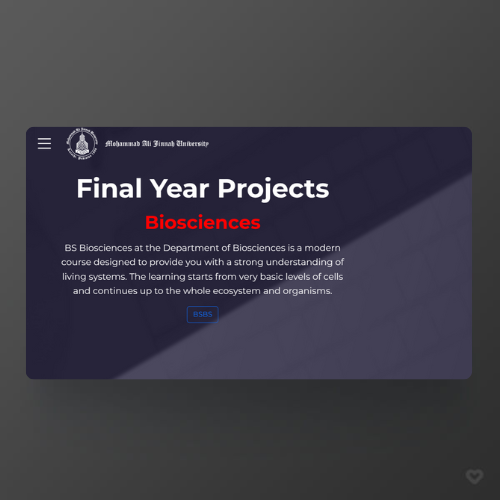 Mohammad Ali Jinnah University
Final Year Projects
Biosciences
BS Biosciences at the Department of Biosciences is a modern
course designed to provide you with a strong understanding of
living systems. The learning starts from very basic levels of cells
and continues up to the whole ecosystem and organisms.
BSBS